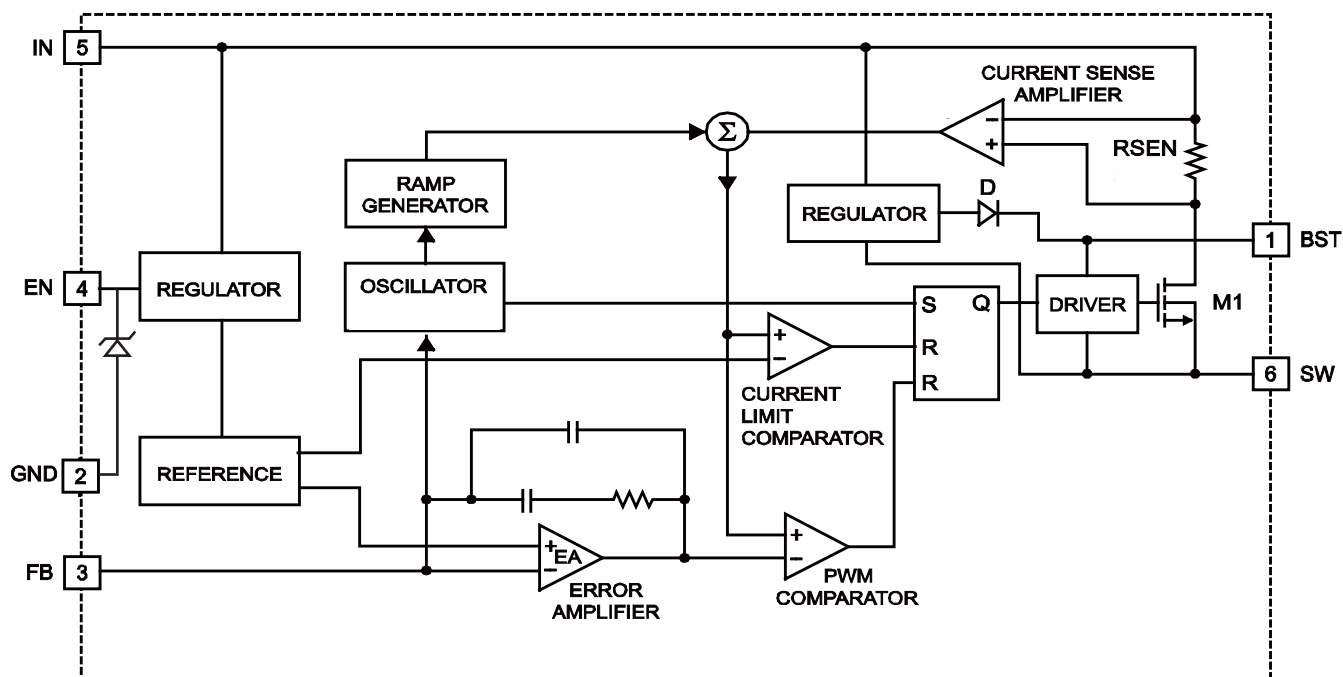 IN 5
CURRENT SENSE
AMPLIFIER
−
+
Σ
RSEN
RAMP
GENERATOR
D
REGULATOR
1 BST
EN 4
REGULATOR
OSCILLATOR
S
Q
DRIVER
M1
+
−
R
R
6 SW
CURRENT
LIMIT
COMPARATOR
GND 2
REFERENCE
FB 3
+
EA
−
ERROR
AMPLIFIER
+
−
PWM
COMPARATOR